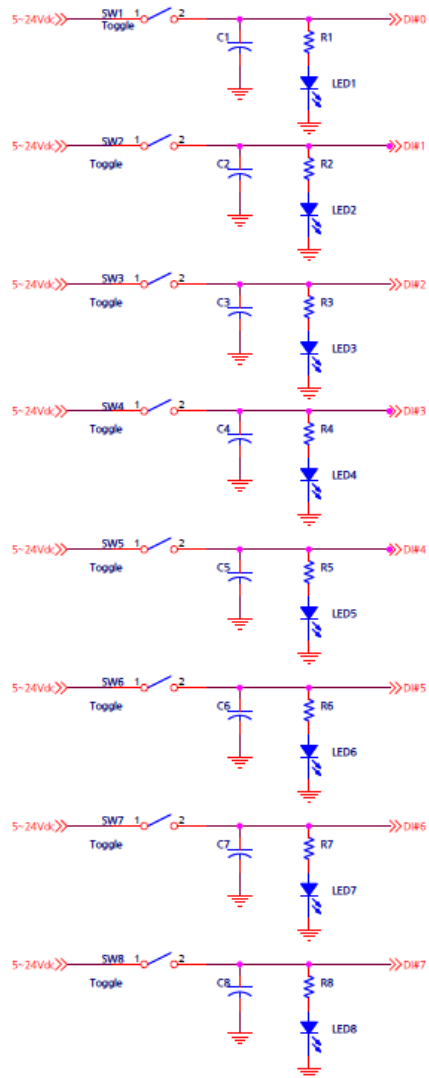 5~24Vdc SW1 1 2 DI#0
Toggle C1 R1
LED1
5~24Vdc SW2 1 2 DI#1
Toggle C2 R2
LED2
5~24Vdc SW3 1 2 DI#2
Toggle C3 R3
LED3
5~24Vdc SW4 1 2 DI#3
Toggle C4 R4
LED4
5~24Vdc SW5 1 2 DI#4
Toggle C5 R5
LED5
5~24Vdc SW6 1 2 DI#5
Toggle C6 R6
LED6
5~24Vdc SW7 1 2 DI#6
Toggle C7 R7
LED7
5~24Vdc SW8 1 2 DI#7
Toggle C8 R8
LED8